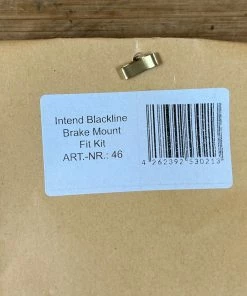 Intend Blackline
Brake Mount
Fit Kit
ART.-NR.: 46
4 262392 530213